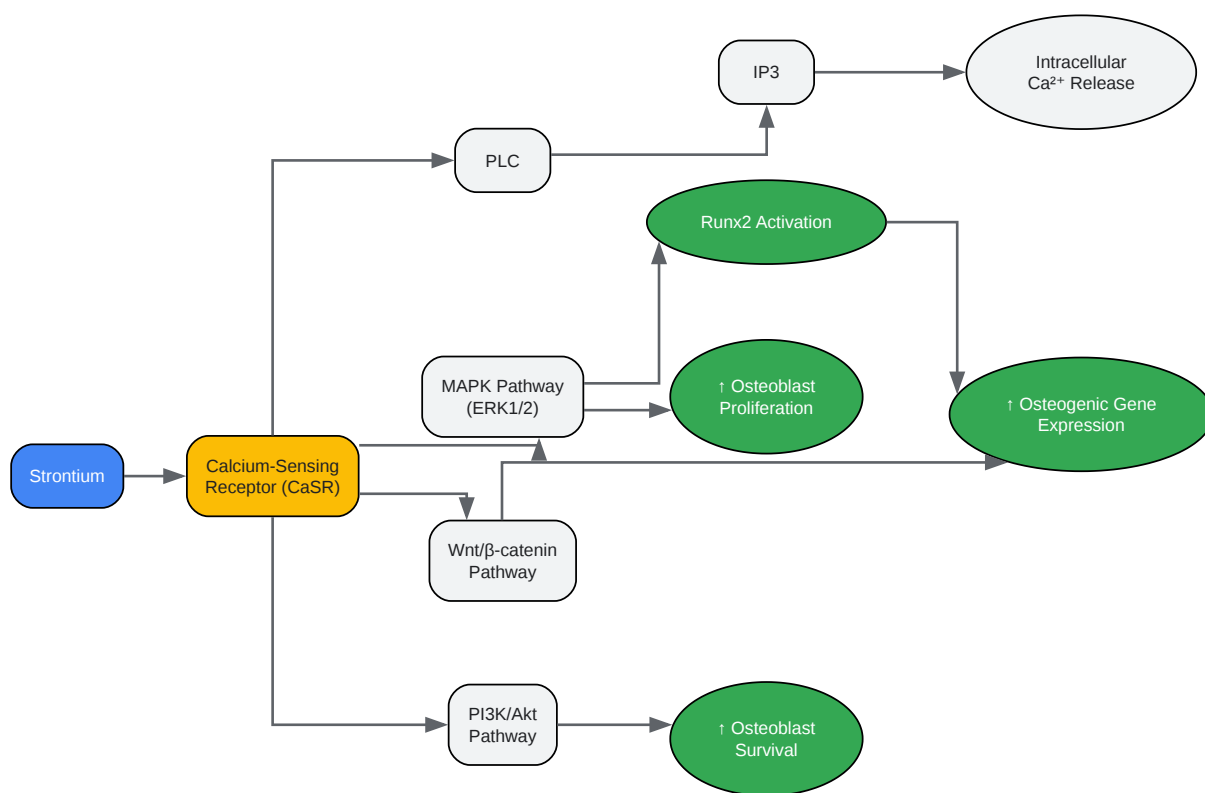 IP3
Intracellular
Ca²⁺ Release
PLC
Runx2 Activation
MAPK Pathway
(ERK1/2)
↑ Osteoblast
Proliferation
↑ Osteogenic Gene
Expression
Strontium
Calcium-Sensing
Receptor (CaSR)
Wnt/β-catenin
Pathway
PI3K/Akt
Pathway
↑ Osteoblast
Survival